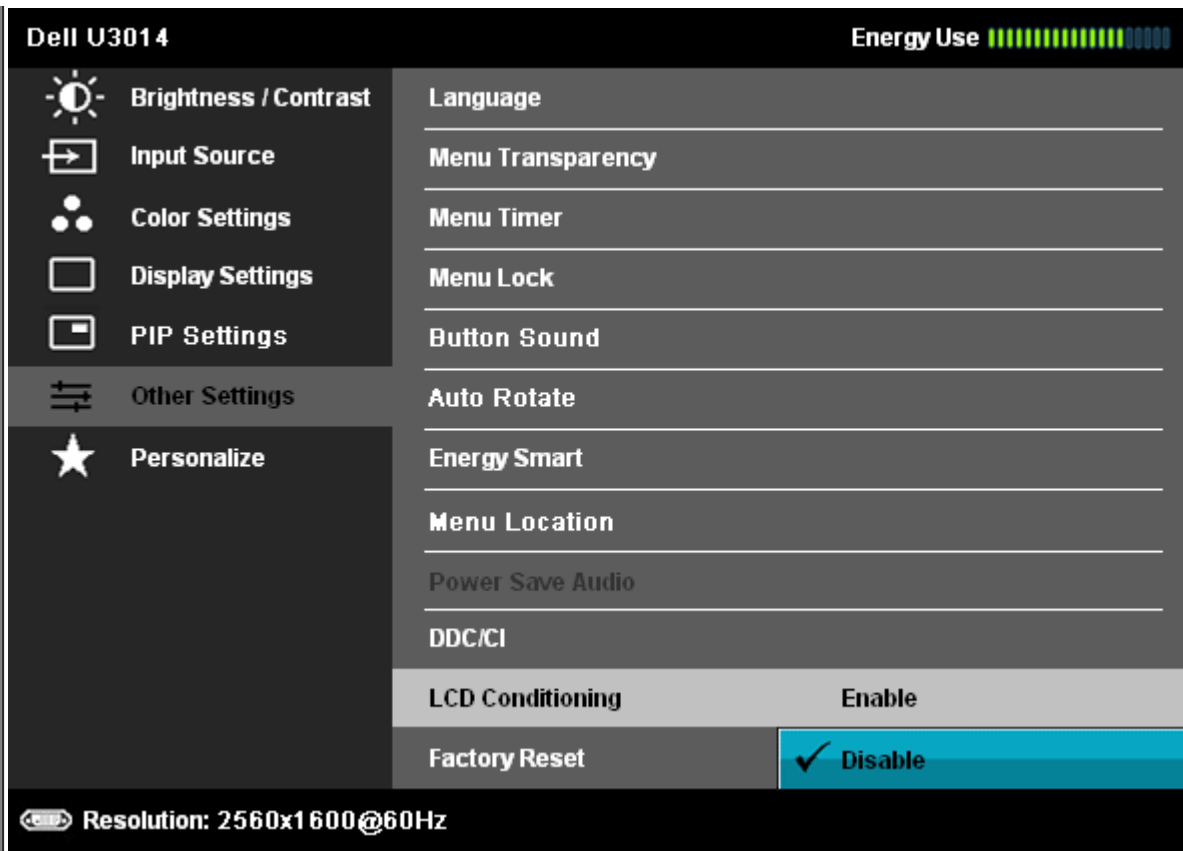 Dell U3014 Energy Use
Brightness / Contrast Language
Input Source Menu Transparency
Color Settings Menu Timer
Display Settings Menu Lock
PIP Settings Button Sound
Other Settings Auto Rotate
Personalize Energy Smart
Menu Location
Power Save Audio
DDC/CI
LCD Conditioning Enable
Factory Reset ✓ Disable
Resolution: 2560x1600@60Hz